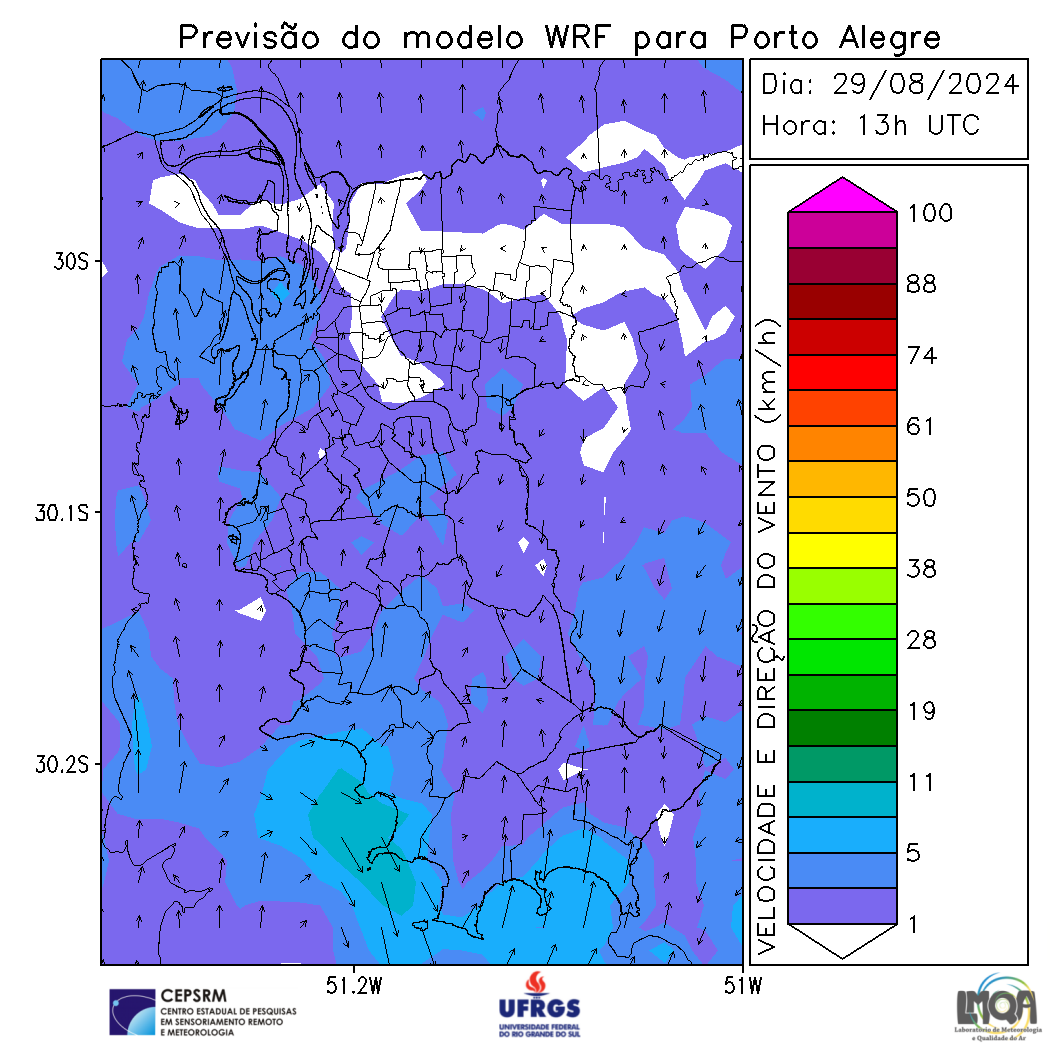 Previsão do modelo WRF para Porto Alegre
Dia: 29/08/2024
Hora: 13h UTC
30S
30.1S
30.2S
51.2W
51W
VELOCIDADE E DIREÇÃO DO VENTO (km/h)
100
88
74
61
50
38
28
19
11
5
1
CEPSRM
CENTRO ESTADUAL DE PESQUISAS
EM SENSORIAMENTO REMOTO
E METEOROLOGIA
UFRGS
UNIVERSIDADE FEDERAL
DO RIO GRANDE DO SUL
LMQA
Laboratório de Meteorologia
e Qualidade do Ar